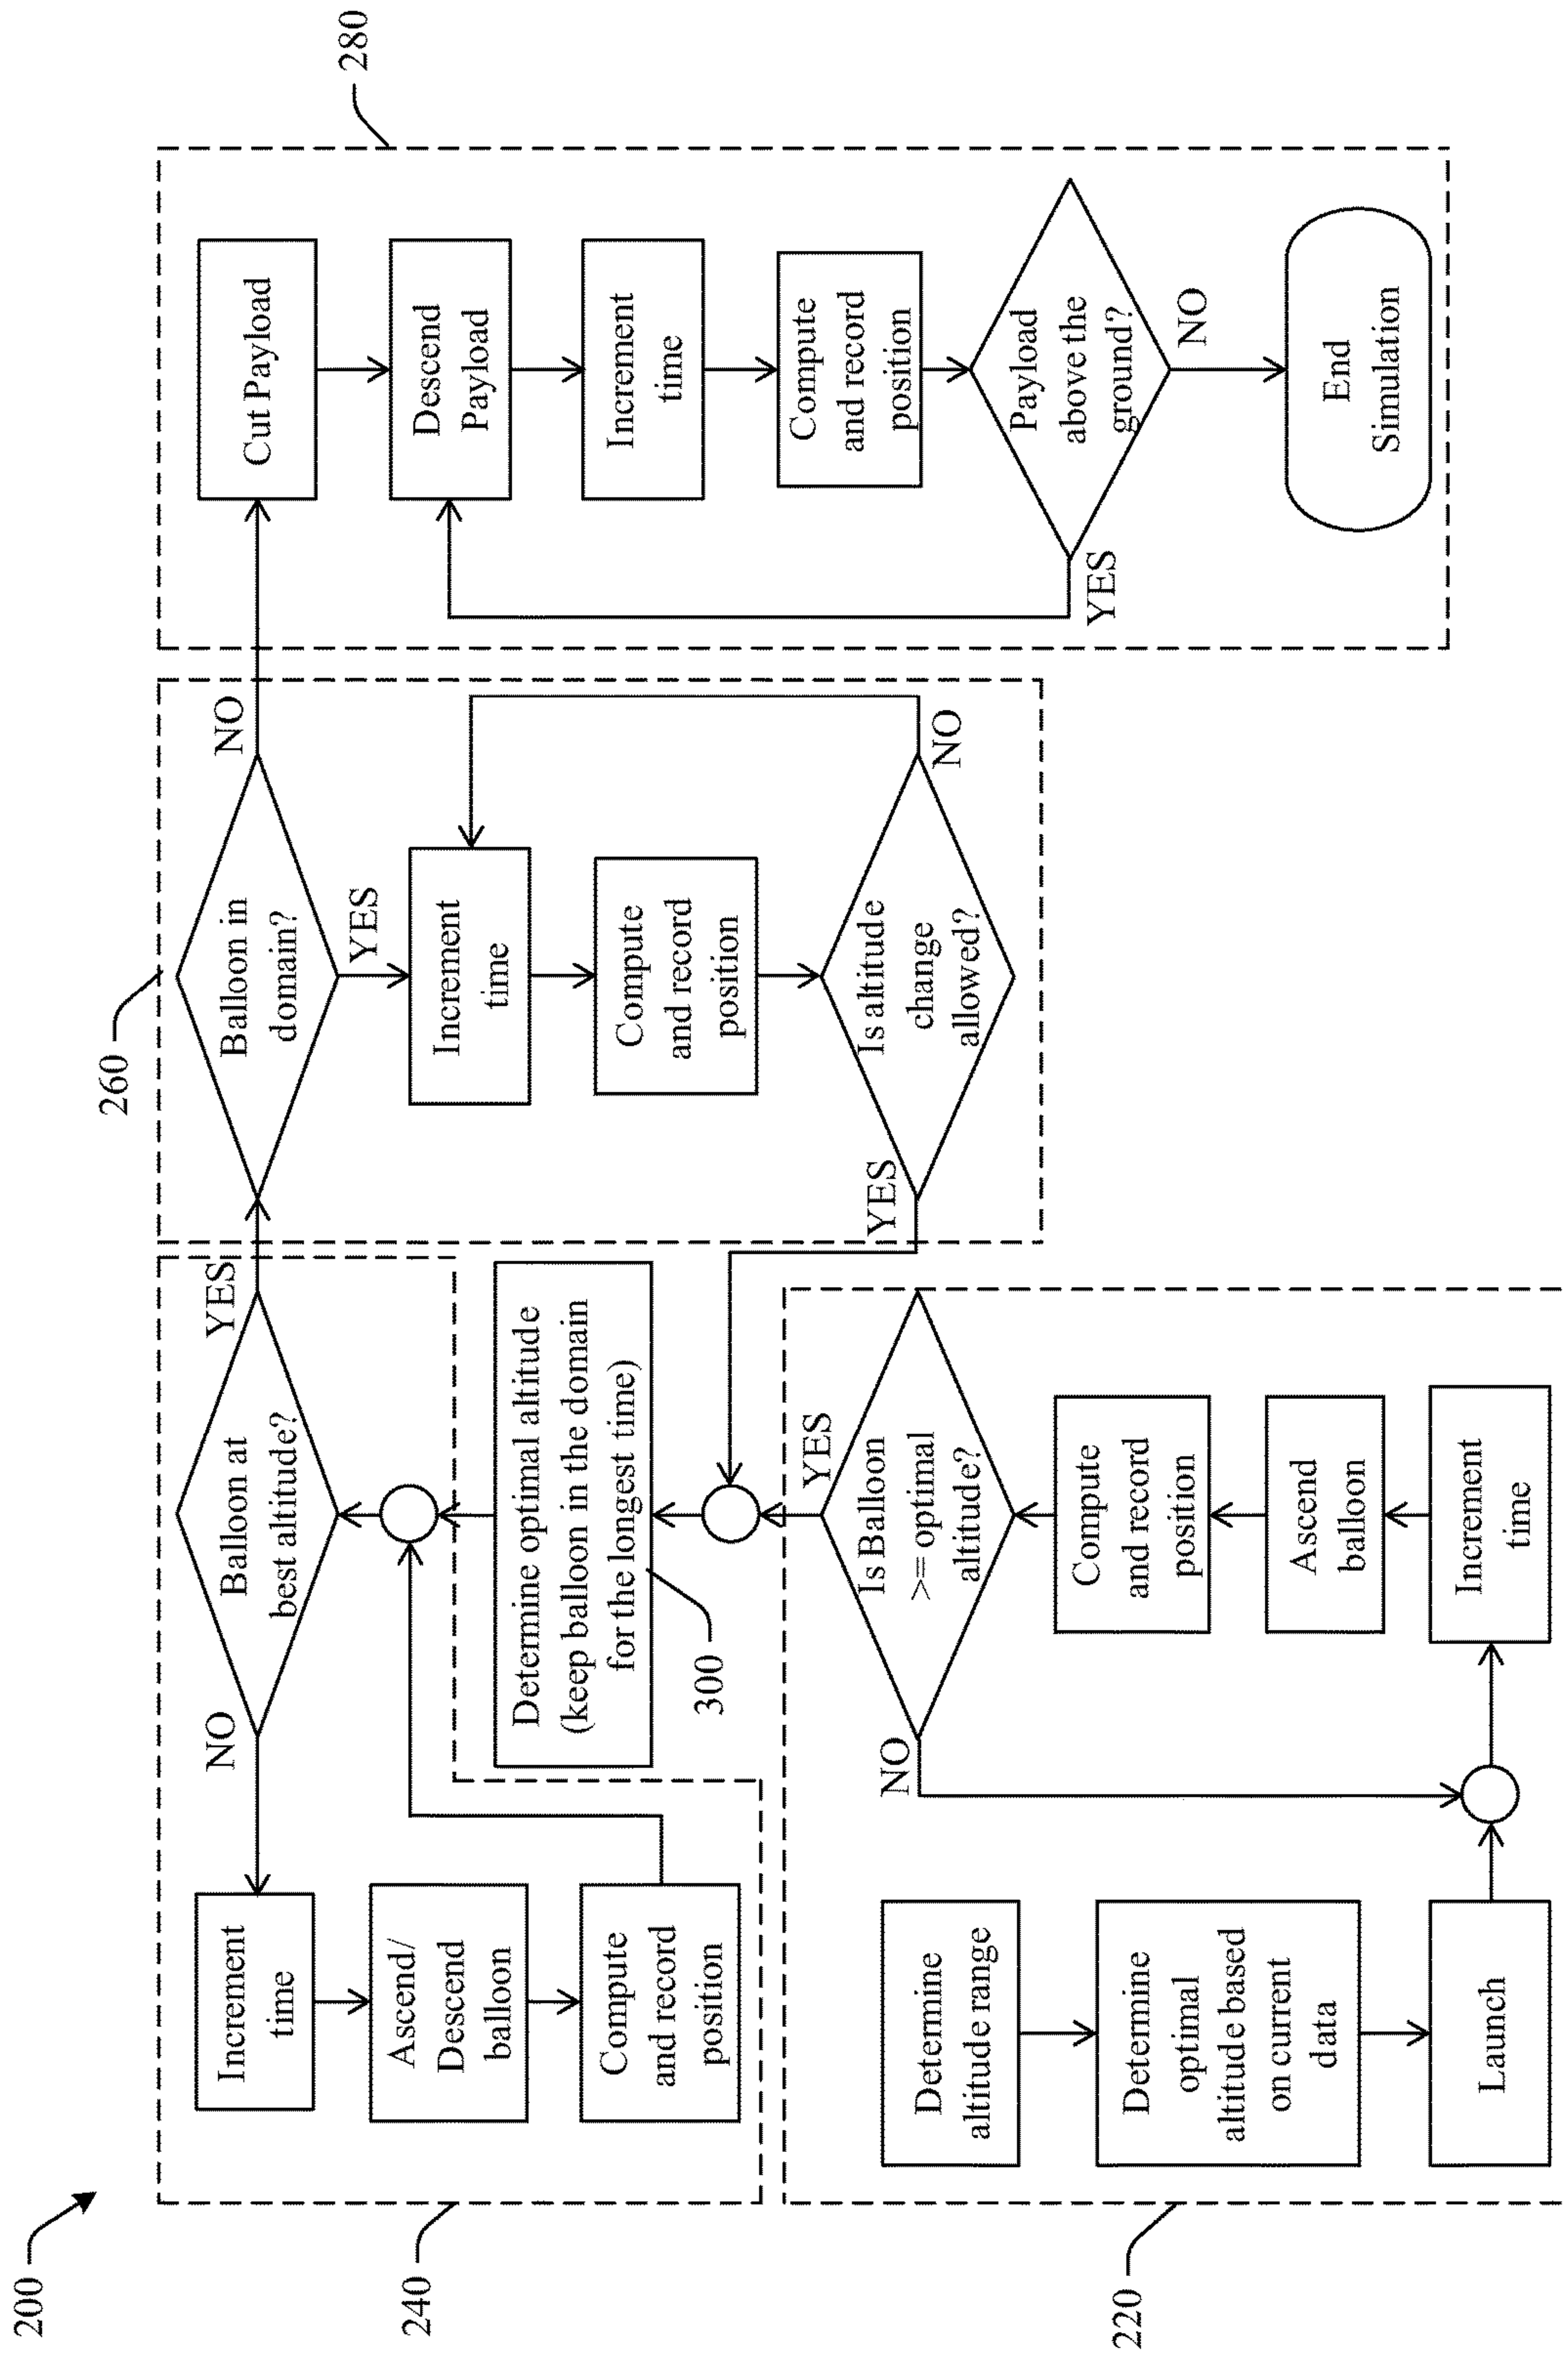 200
240
Increment
time
Ascend/
Descend
balloon
Compute
and record
position
NO
Balloon at
best altitude?
YES
Determine optimal altitude
(keep balloon in the domain
for the longest time)
300
260
Balloon in
domain?
NO
YES
Increment
time
Compute
and record
position
Is altitude
change
allowed?
YES
NO
280
Cut Payload
Descend
Payload
Increment
time
Compute
and record
position
Payload
above the
ground?
YES
NO
End
Simulation
220
Determine
altitude range
Determine
optimal
altitude based
on current
data
Launch
NO
Is Balloon
>= optimal
altitude?
YES
Compute
and record
position
Ascend
balloon
Increment
time